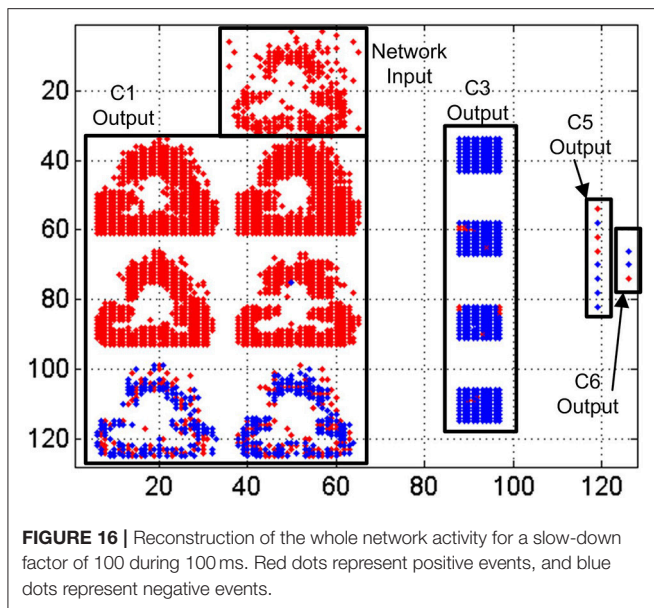 Network
Input
C1
Output
C3
Output
C5
Output
C6
Output
20
40
60
80
100
120
20
40
60
80
100
120
FIGURE 16 | Reconstruction of the whole network activity for a slow-down
factor of 100 during 100 ms. Red dots represent positive events, and blue
dots represent negative events.